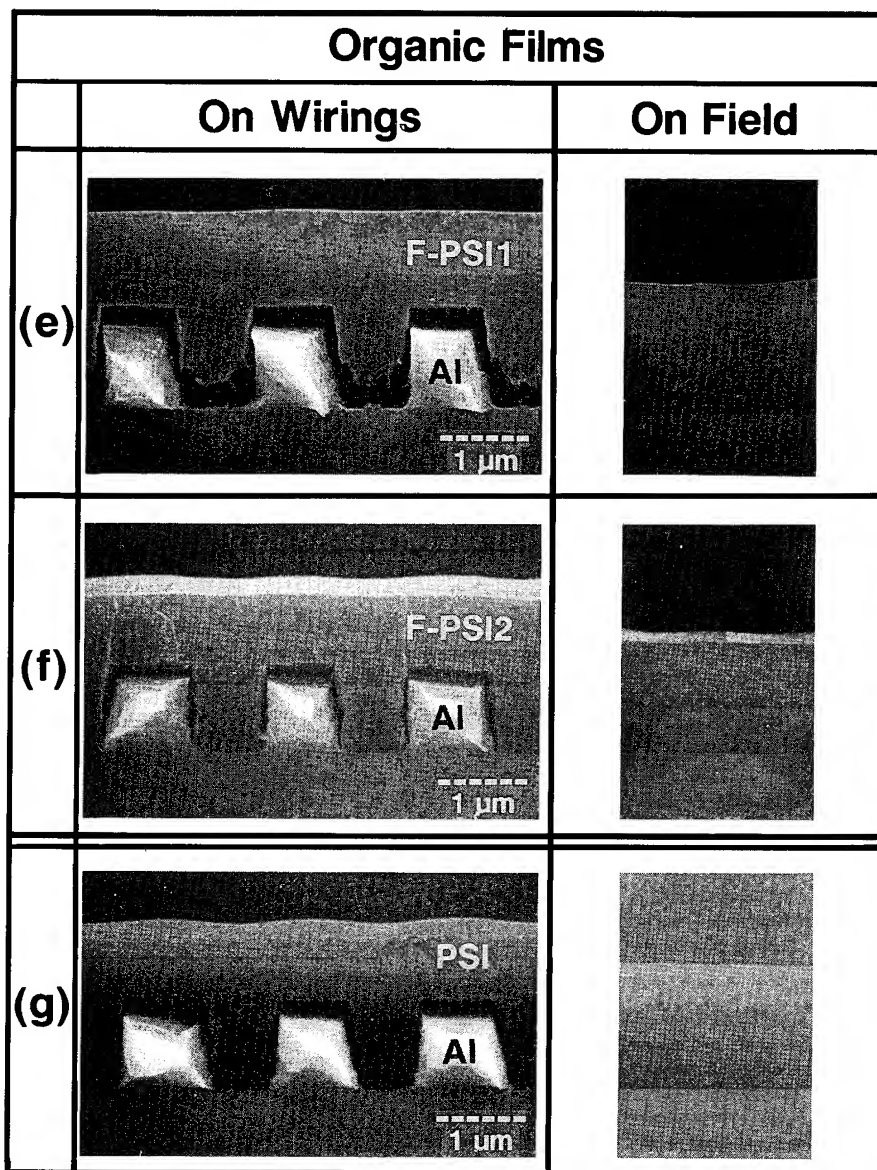 Organic Films
On Wirings
On Field
(e)
F-PSI1
Al
1 μm
(f)
F-PSI2
Al
1 μm
(g)
PSI
Al
1 μm